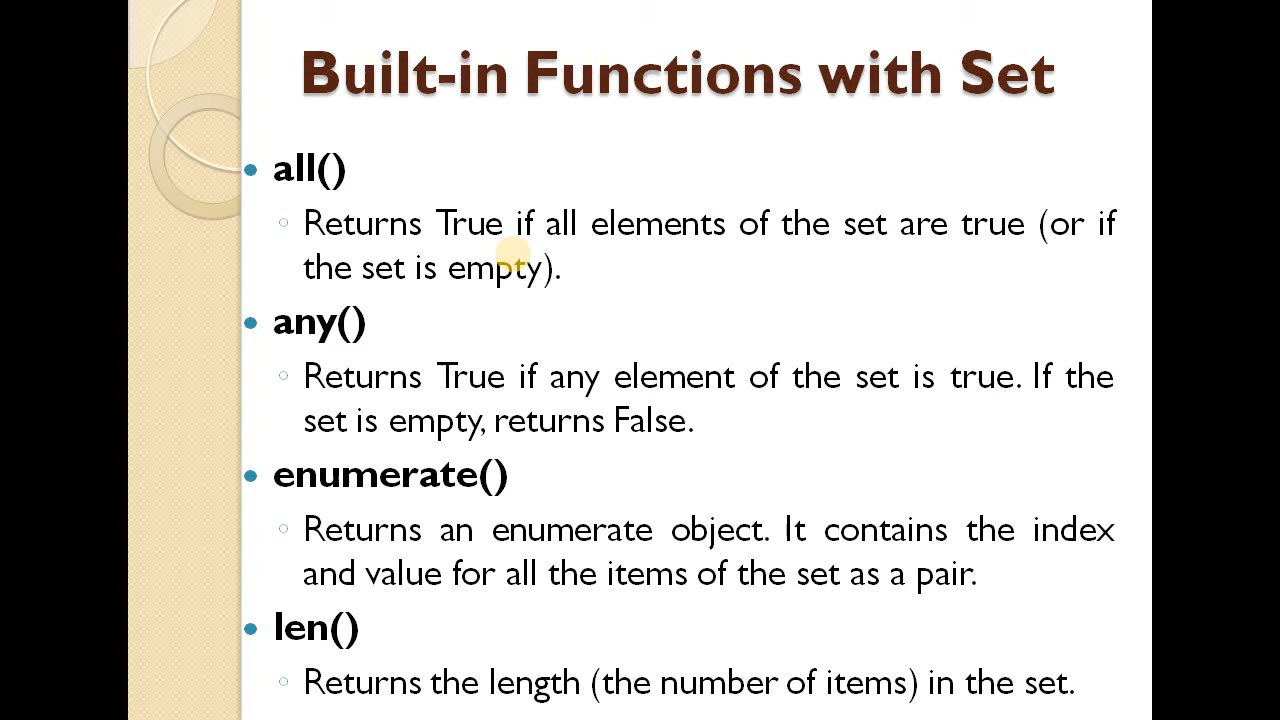 Built-in Functions with Set
• all()
◦ Returns True if all elements of the set are true (or if
the set is empty).
• any()
◦ Returns True if any element of the set is true. If the
set is empty, returns False.
• enumerate()
◦ Returns an enumerate object. It contains the index
and value for all the items of the set as a pair.
• len()
◦ Returns the length (the number of items) in the set.